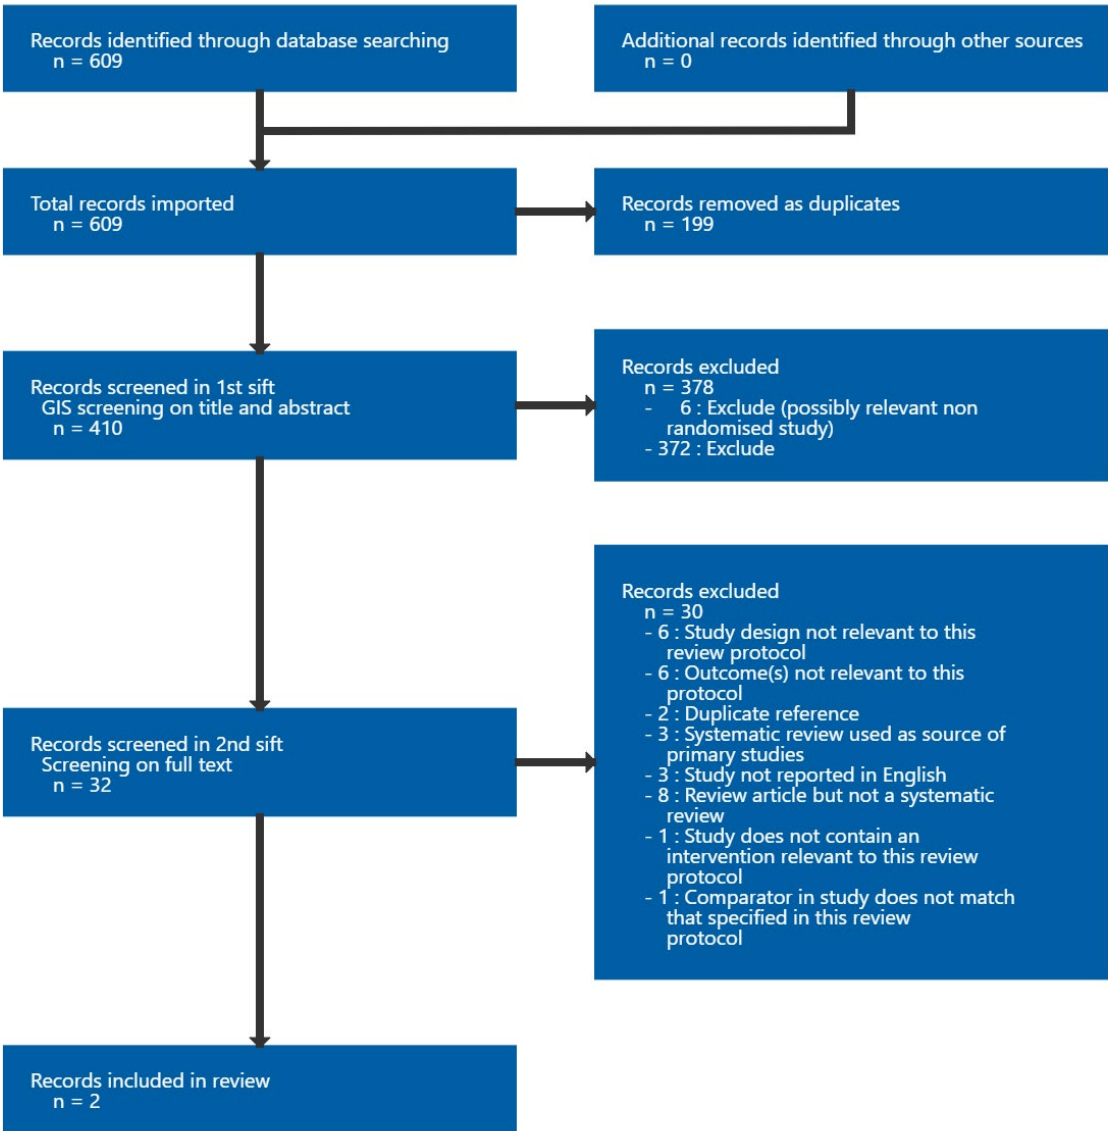 Records identified through database searching
n = 609
Additional records identified through other sources
n = 0
Total records imported
n = 609
Records removed as duplicates
n = 199
Records screened in 1st sift
GIS screening on title and abstract
n = 410
Records excluded
n = 378
- 6 : Exclude (possibly relevant non
randomised study)
- 372 : Exclude
Records screened in 2nd sift
Screening on full text
n = 32
Records excluded
n = 30
- 6 : Study design not relevant to this
review protocol
- 6 : Outcome(s) not relevant to this
protocol
- 2 : Duplicate reference
- 3 : Systematic review used as source of
primary studies
- 3 : Study not reported in English
- 8 : Review article but not a systematic
review
- 1 : Study does not contain an
intervention relevant to this review
protocol
- 1 : Comparator in study does not match
that specified in this review
protocol
Records included in review
n = 2